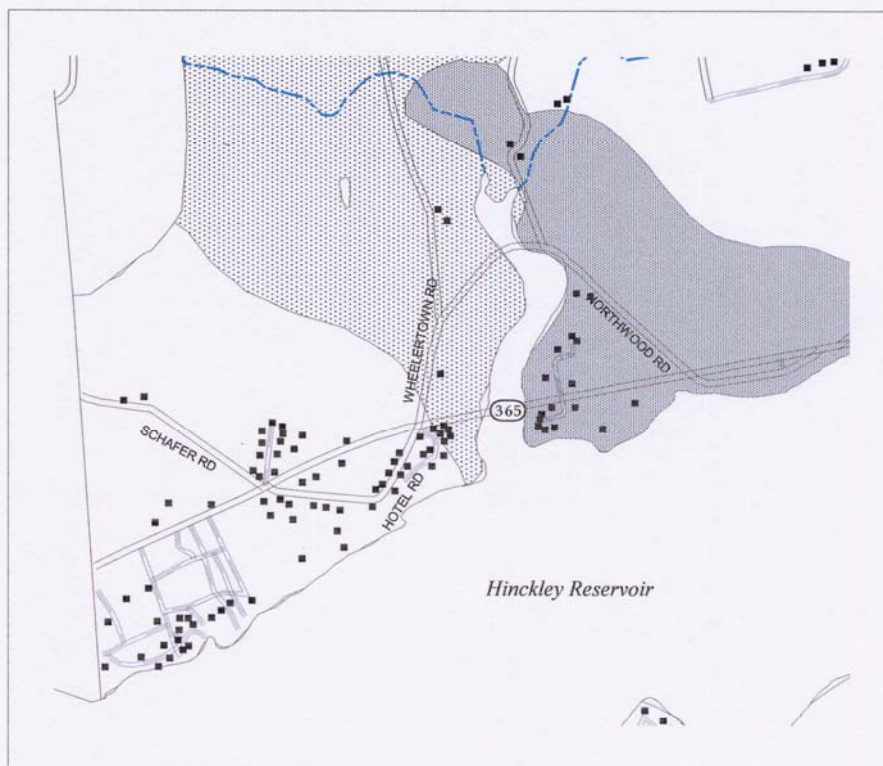 WHEELERTOWN RD
NORTHWOOD RD
365
SCHAFER RD
HOTEL RD
Hinckley Reservoir